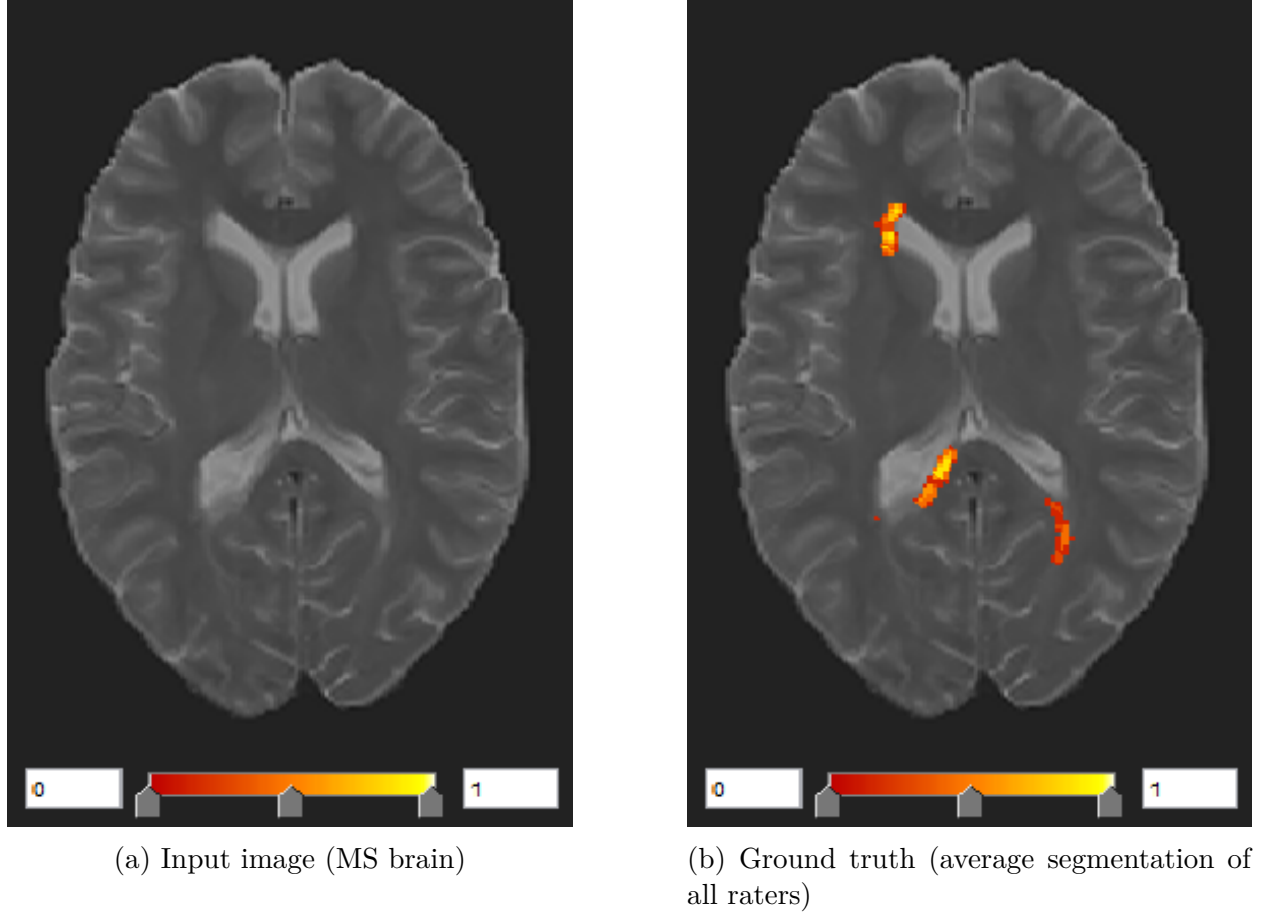 0
1
0
1
(a) Input image (MS brain)
(b) Ground truth (average segmentation of
all raters)